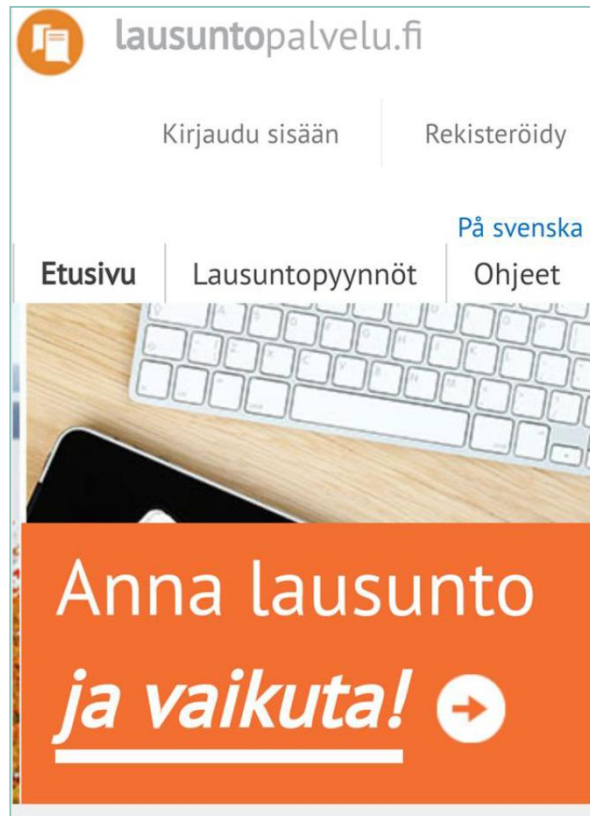 lausuntopalvelu.fi
Kirjaudu sisään Rekisteröidy
På svenska
Etusivu Lausuntopyynnöt Ohjeet
Anna lausunto
ja vaikuta!